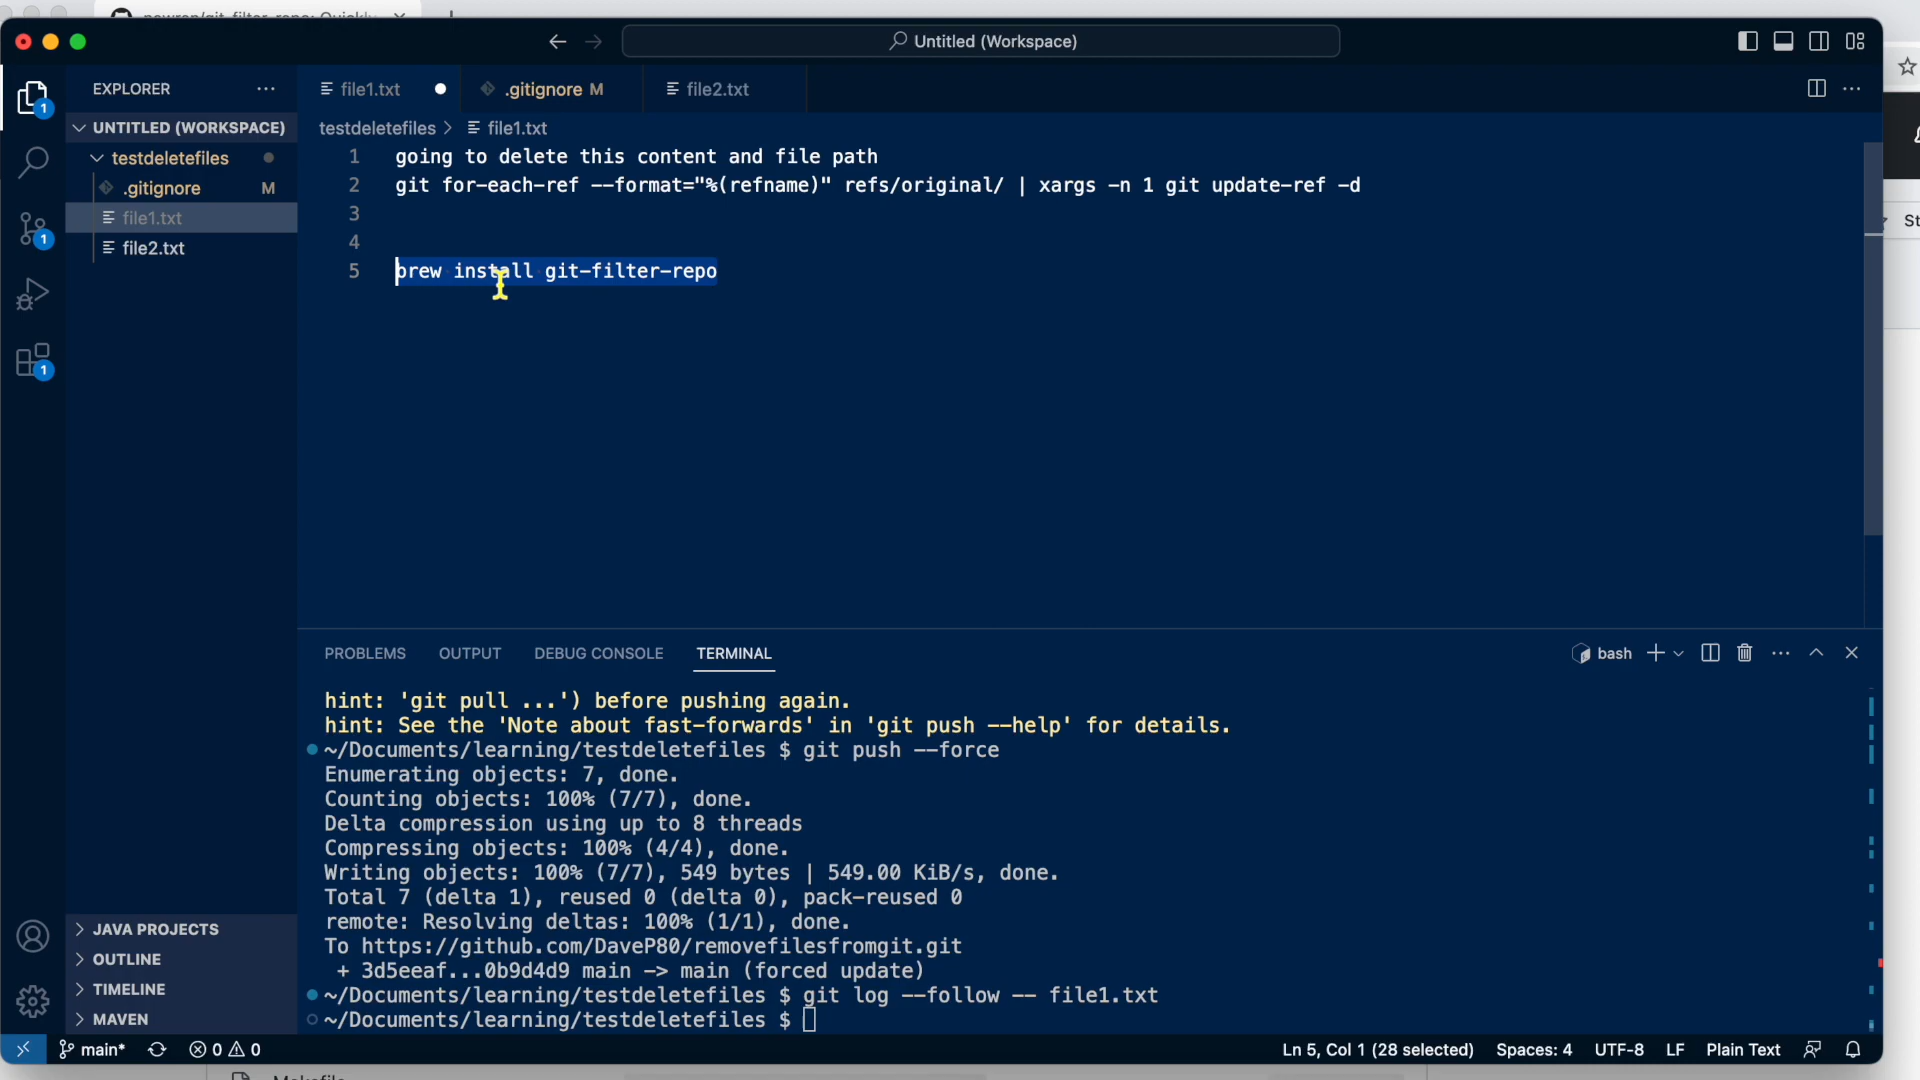 Untitled (Workspace)
EXPLORER
file1.txt
.gitignore M
file2.txt
1
UNTITLED (WORKSPACE)
testdeletefiles > file1.txt
testdeletefiles
.gitignore M
file1.txt
file2.txt
1
1
1 going to delete this content and file path
2 git for-each-ref --format="%(refname)" refs/original/ | xargs -n 1 git update-ref -d
3
4
5 brew install git-filter-repo
St
PROBLEMS OUTPUT DEBUG CONSOLE TERMINAL
bash
hint: 'git pull ...') before pushing again.
hint: See the 'Note about fast-forwards' in 'git push --help' for details.
~/Documents/learning/testdeletefiles $ git push --force
Enumerating objects: 7, done.
Counting objects: 100% (7/7), done.
Delta compression using up to 8 threads
Compressing objects: 100% (4/4), done.
Writing objects: 100% (7/7), 549 bytes | 549.00 KiB/s, done.
Total 7 (delta 1), reused 0 (delta 0), pack-reused 0
remote: Resolving deltas: 100% (1/1), done.
To https://github.com/DaveP80/removefilesfromgit.git
+ 3d5eeaf...0b9d4d9 main -> main (forced update)
~/Documents/learning/testdeletefiles $ git log --follow -- file1.txt
~/Documents/learning/testdeletefiles $
JAVA PROJECTS
OUTLINE
TIMELINE
MAVEN
main*
0 0
Ln 5, Col 1 (28 selected)
Spaces: 4
UTF-8
LF
Plain Text